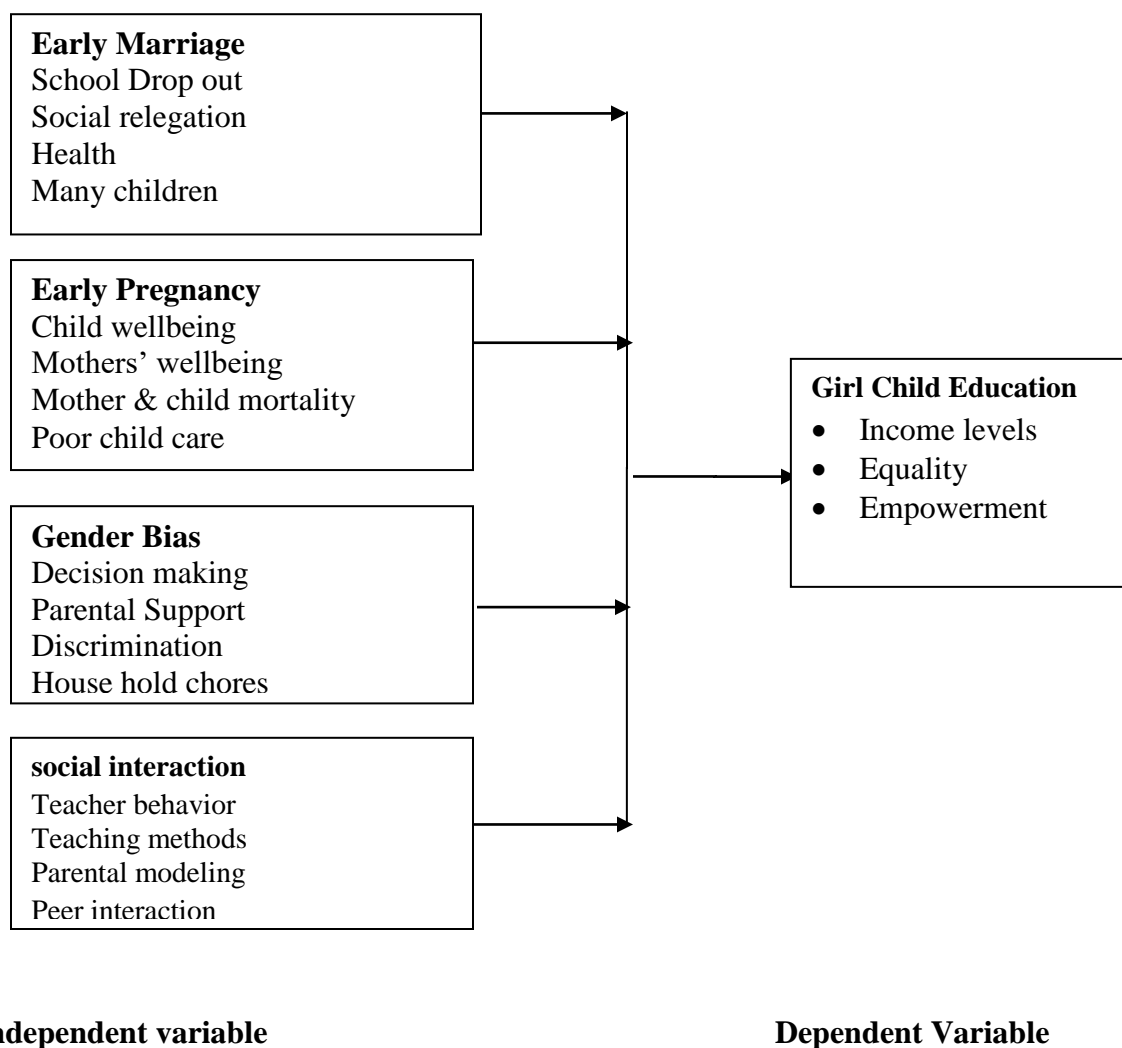 Early Marriage
School Drop out
Social relegation
Health
Many children
Early Pregnancy
Child wellbeing
Mothers’ wellbeing
Mother & child mortality
Poor child care
Gender Bias
Decision making
Parental Support
Discrimination
House hold chores
social interaction
Teacher behavior
Teaching methods
Parental modeling
Peer interaction
Girl Child Education
• Income levels
• Equality
• Empowerment
ndependent variable
Dependent Variable